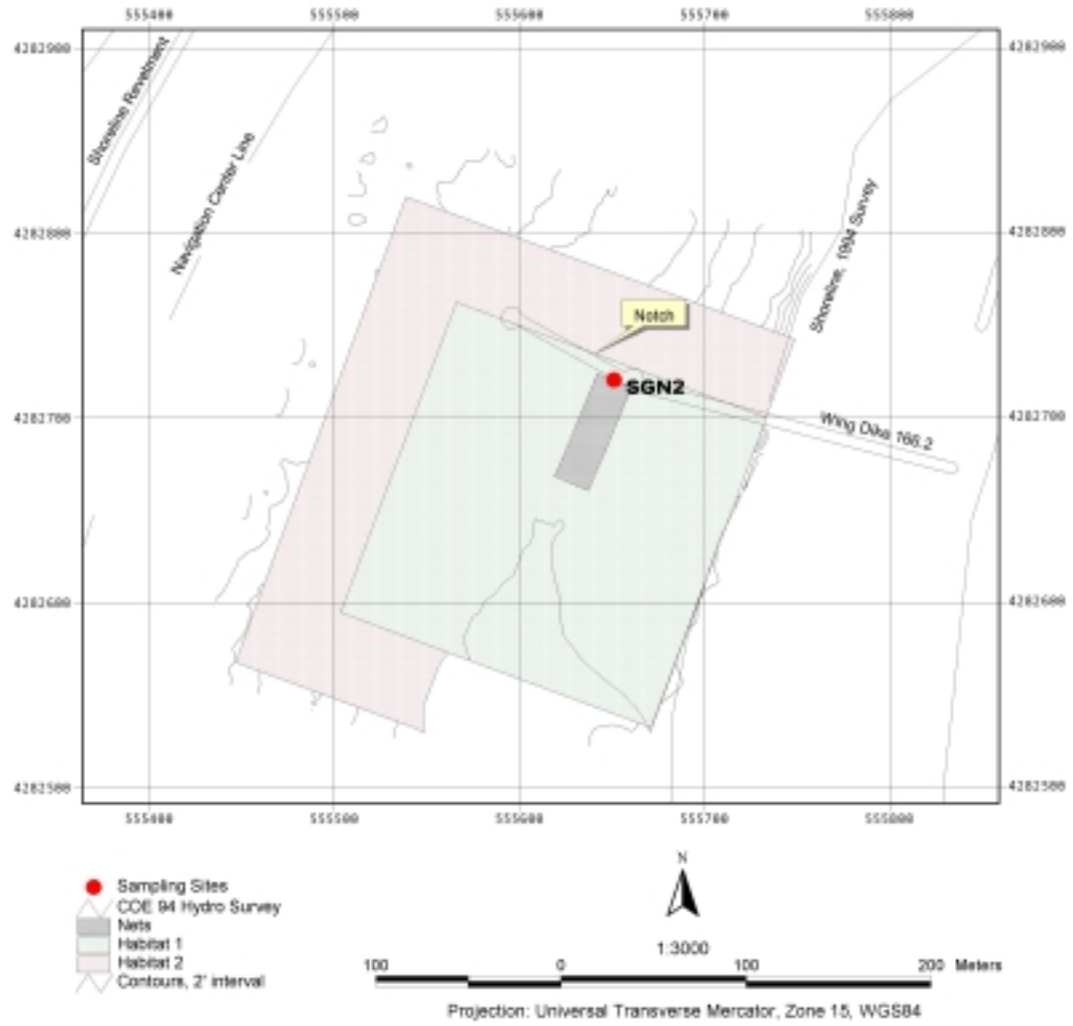 555400 555500 555600 555700 555800
4282900 4282900
Shoreline Revetment
Navigation Center Line
Shoreline, 1994 Survey
4282800 4282800
Notch
SGN2
4282700 4282700
Wing Dike 166.2
4282600 4282600
4282500 4282500
555400 555500 555600 555700 555800
N
Sampling Sites
COE 94 Hydro Survey
Nets
Habitat 1
Habitat 2
Contours, 2' interval
1:3000
100 0 100 200 Meters
Projection: Universal Transverse Mercator, Zone 15, WGS84